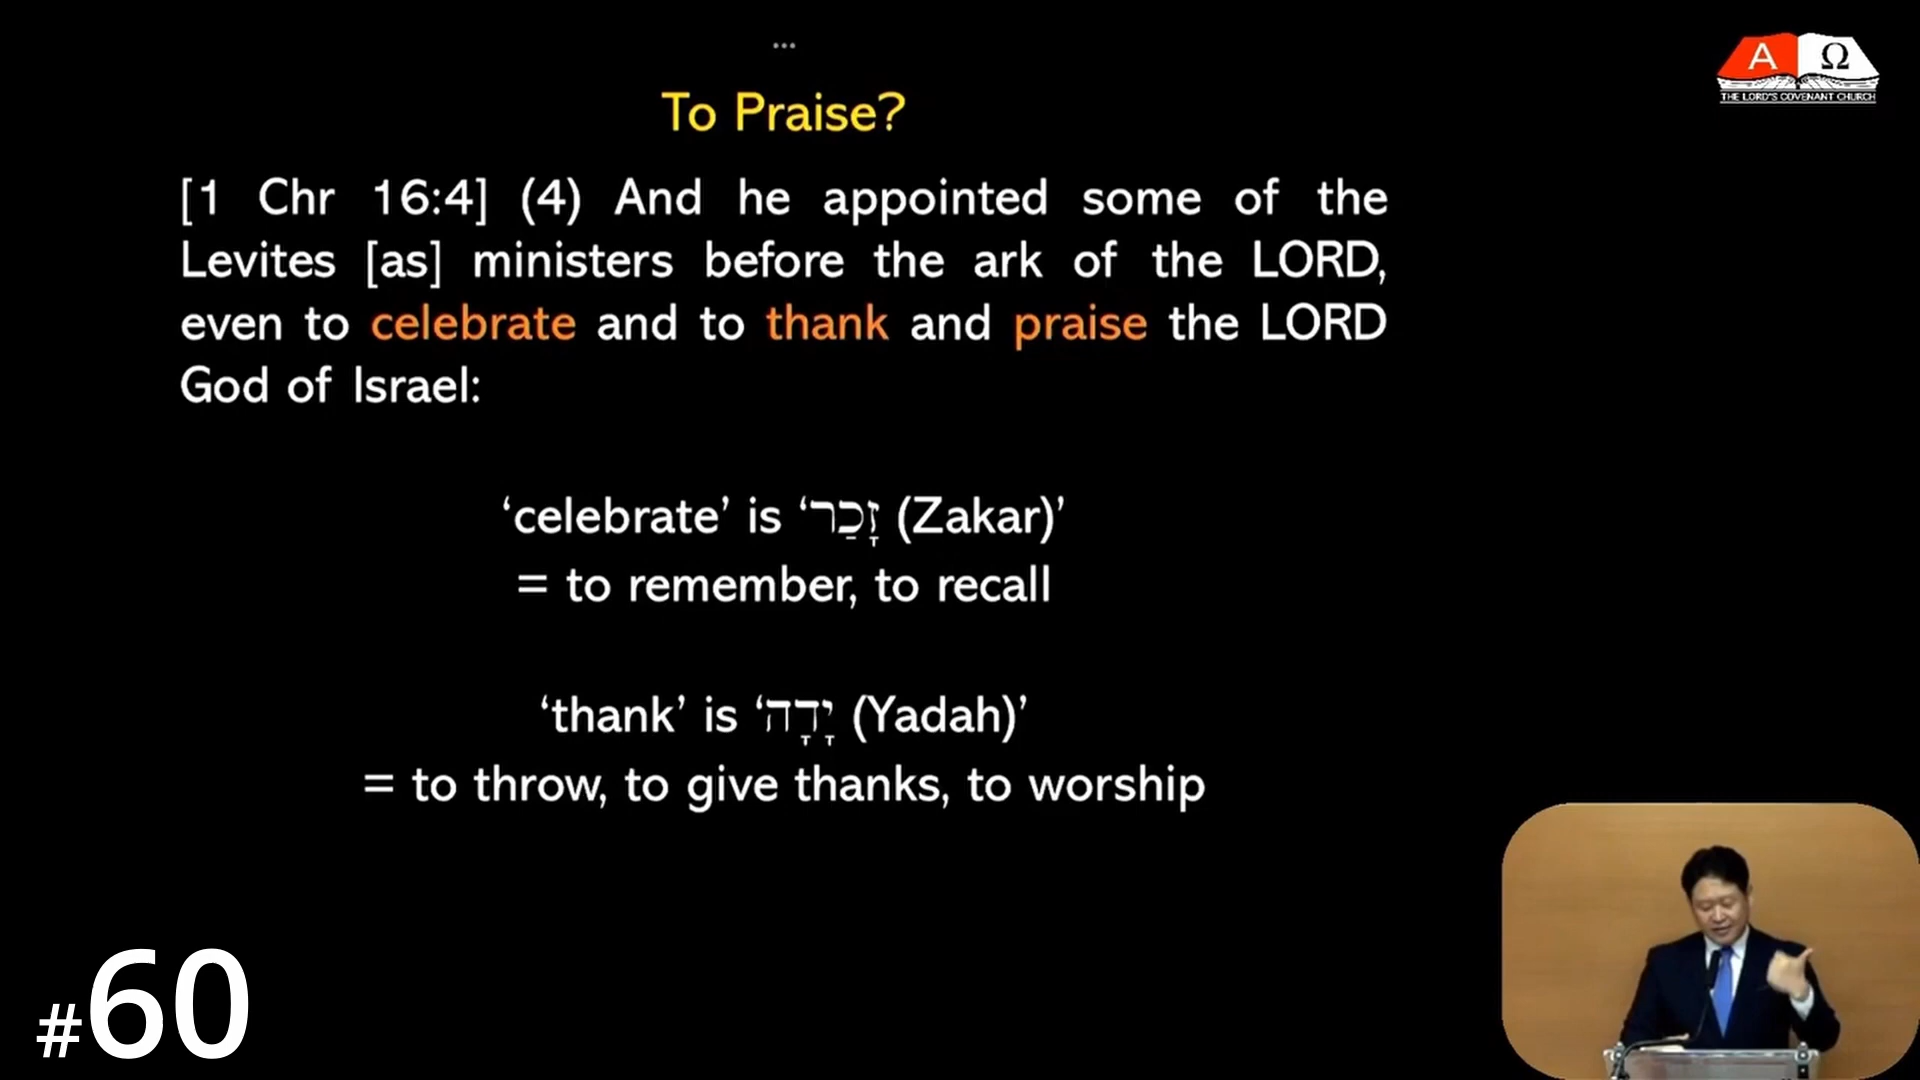 ...
To Praise?
A Ω
THE LORD'S COVENANT CHURCH
[1 Chr 16:4] (4) And he appointed some of the
Levites [as] ministers before the ark of the LORD,
even to celebrate and to thank and praise the LORD
God of Israel:
‘celebrate’ is ‘זָכַר (Zakar)’
= to remember, to recall
‘thank’ is ‘יָדָה (Yadah)’
= to throw, to give thanks, to worship
#60